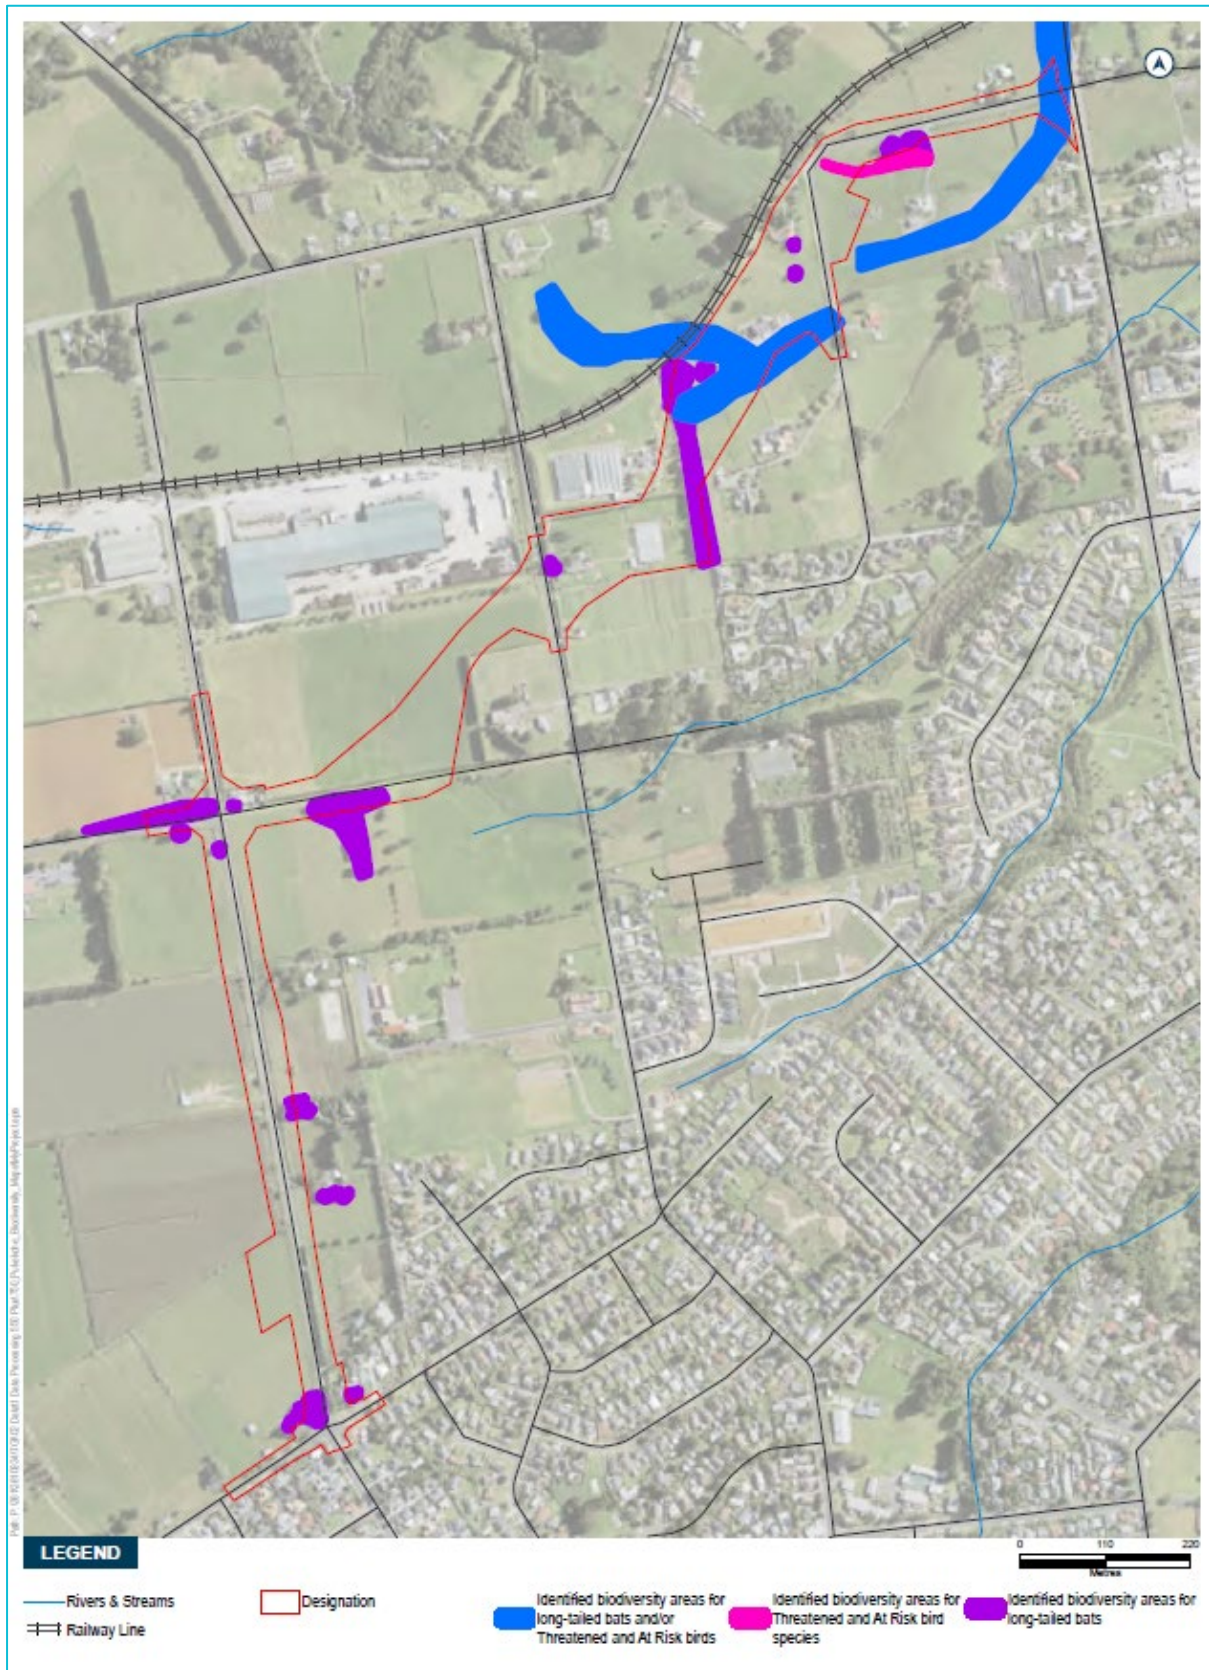 LEGEND
0 110 220
Metres
Rivers & Streams
Railway Line
Designation
Identified biodiversity areas for
long-tailed bats and/or
Threatened and At Risk birds
Identified biodiversity areas for
Threatened and At Risk bird
species
Identified biodiversity areas for
long-tailed bats